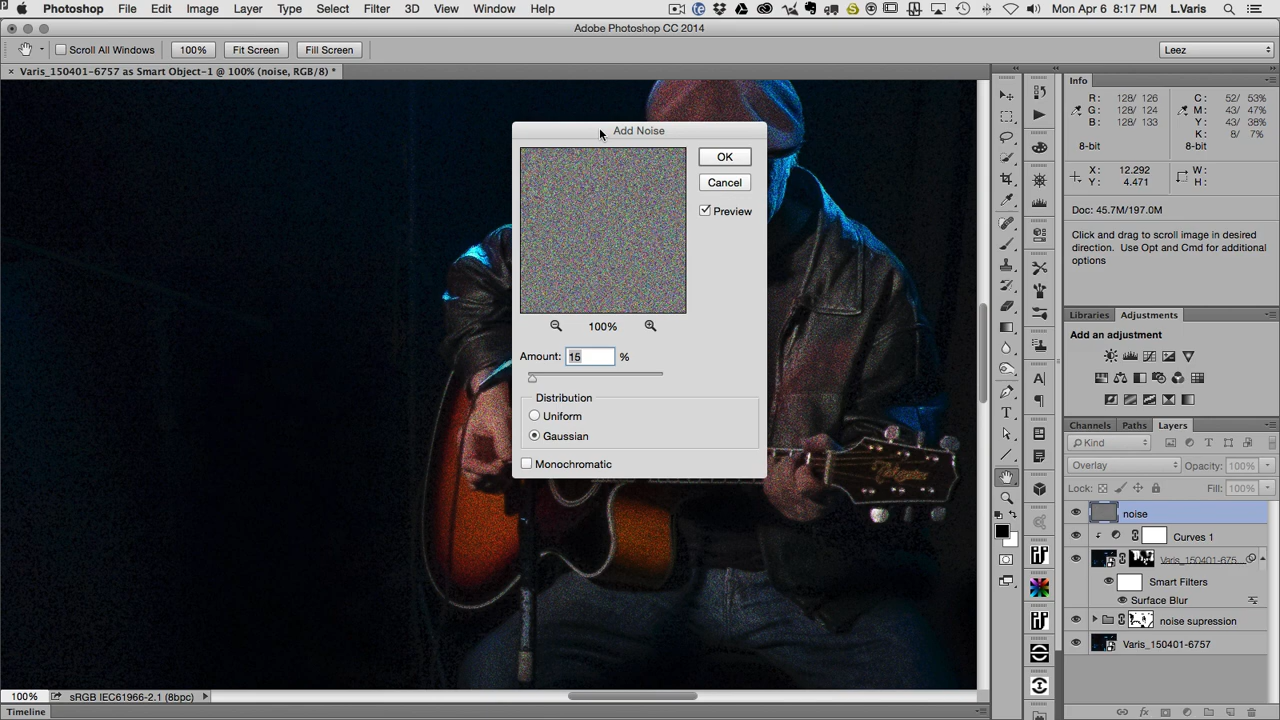 Photoshop File Edit Image Layer Type Select Filter 3D View Window Help Mon Apr 6 8:17 PM L.Varis
Adobe Photoshop CC 2014
Scroll All Windows 100% Fit Screen Fill Screen Leez
× Varis_150401-6757 as Smart Object-1 @ 100% (noise, RGB/8) *
Add Noise
OK
Cancel
Preview
100%
Amount: 15 %
Distribution
Uniform
Gaussian
Monochromatic
Info
R: 128/ 126 C: 52/ 53%
G: 128/ 124 M: 43/ 47%
B: 128/ 133 Y: 43/ 38%
K: 8/ 7%
8-bit 8-bit
X: 12.292 W:
Y: 4.471 H:
Doc: 45.7M/197.0M
Click and drag to scroll image in desired
direction. Use Opt and Cmd for additional
options
Libraries Adjustments
Add an adjustment
Channels Paths Layers
Kind
Overlay Opacity: 100%
Lock: Fill: 100%
noise
Curves 1
Varis_150401-675...
Smart Filters
Surface Blur
noise supression
Varis_150401-6757
100% sRGB IEC61966-2.1 (8bpc)
Timeline